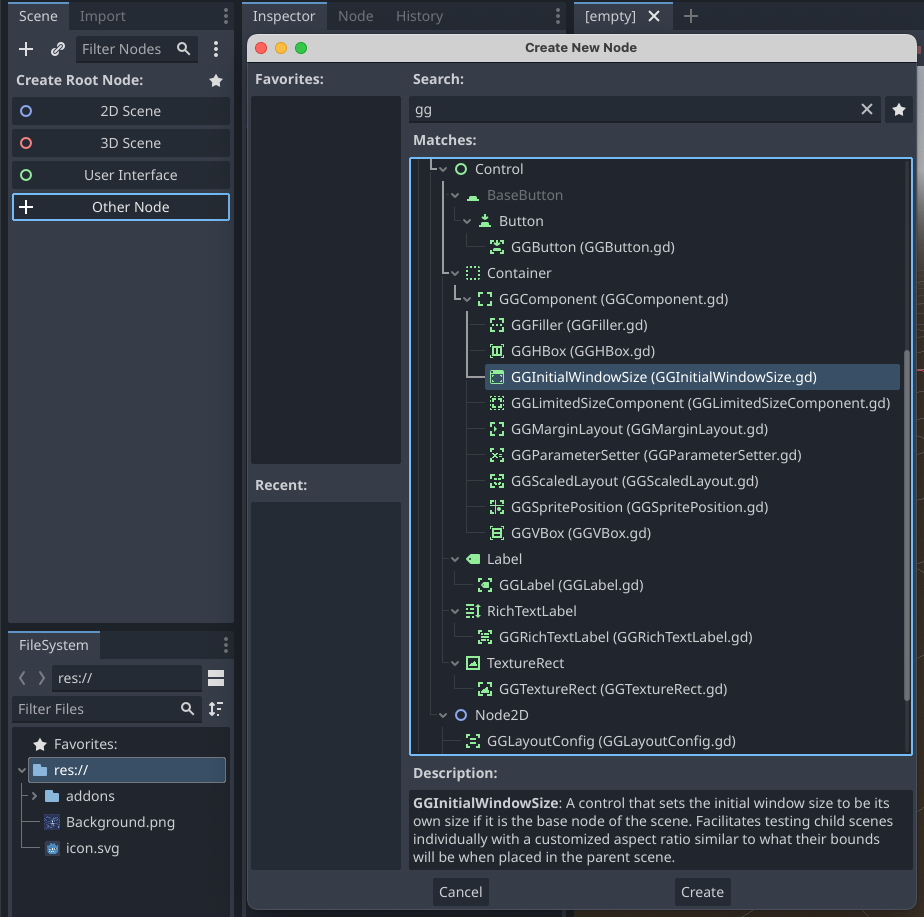 Scene
Import
Filter Nodes
Create Root Node:
2D Scene
3D Scene
User Interface
Other Node
FileSystem
res://
Filter Files
Favorites:
res://
addons
Background.png
icon.svg
Inspector
Node
History
[empty]
Create New Node
Favorites:
Recent:
Search:
gg
Matches:
Control
BaseButton
Button
GGButton (GGButton.gd)
Container
GGComponent (GGComponent.gd)
GGFiller (GGFiller.gd)
GGHBox (GGHBox.gd)
GGInitialWindowSize (GGInitialWindowSize.gd)
GGLimitedSizeComponent (GGLimitedSizeComponent.gd)
GGMarginLayout (GGMarginLayout.gd)
GGParameterSetter (GGParameterSetter.gd)
GGScaledLayout (GGScaledLayout.gd)
GGSpritePosition (GGSpritePosition.gd)
GGVBox (GGVBox.gd)
Label
GGLabel (GGLabel.gd)
RichTextLabel
GGRichTextLabel (GGRichTextLabel.gd)
TextureRect
GGTextureRect (GGTextureRect.gd)
Node2D
GGLayoutConfig (GGLayoutConfig.gd)
Description:
GGInitialWindowSize: A control that sets the initial window size to be its
own size if it is the base node of the scene. Facilitates testing child scenes
individually with a customized aspect ratio similar to what their bounds
will be when placed in the parent scene.
Cancel
Create